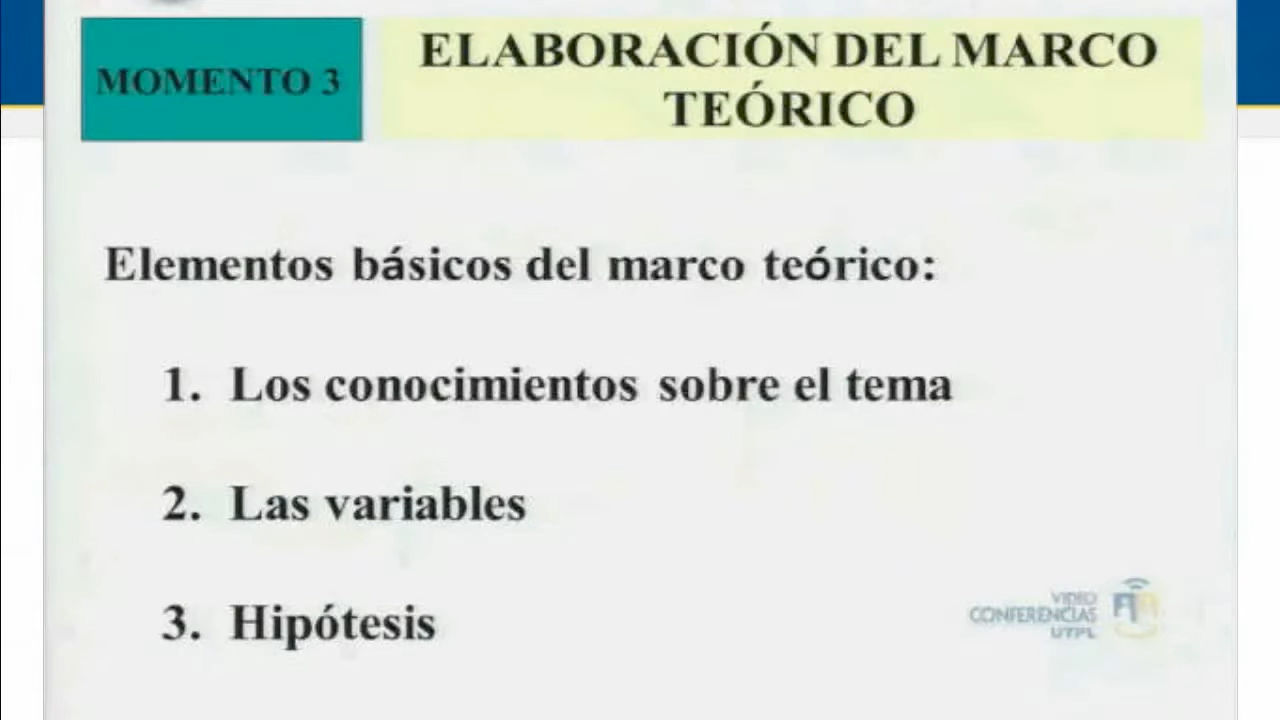 MOMENTO 3
ELABORACIÓN DEL MARCO
TEÓRICO
Elementos básicos del marco teórico:
1. Los conocimientos sobre el tema
2. Las variables
3. Hipótesis
VIDEO
CONFERENCIAS
UTPL